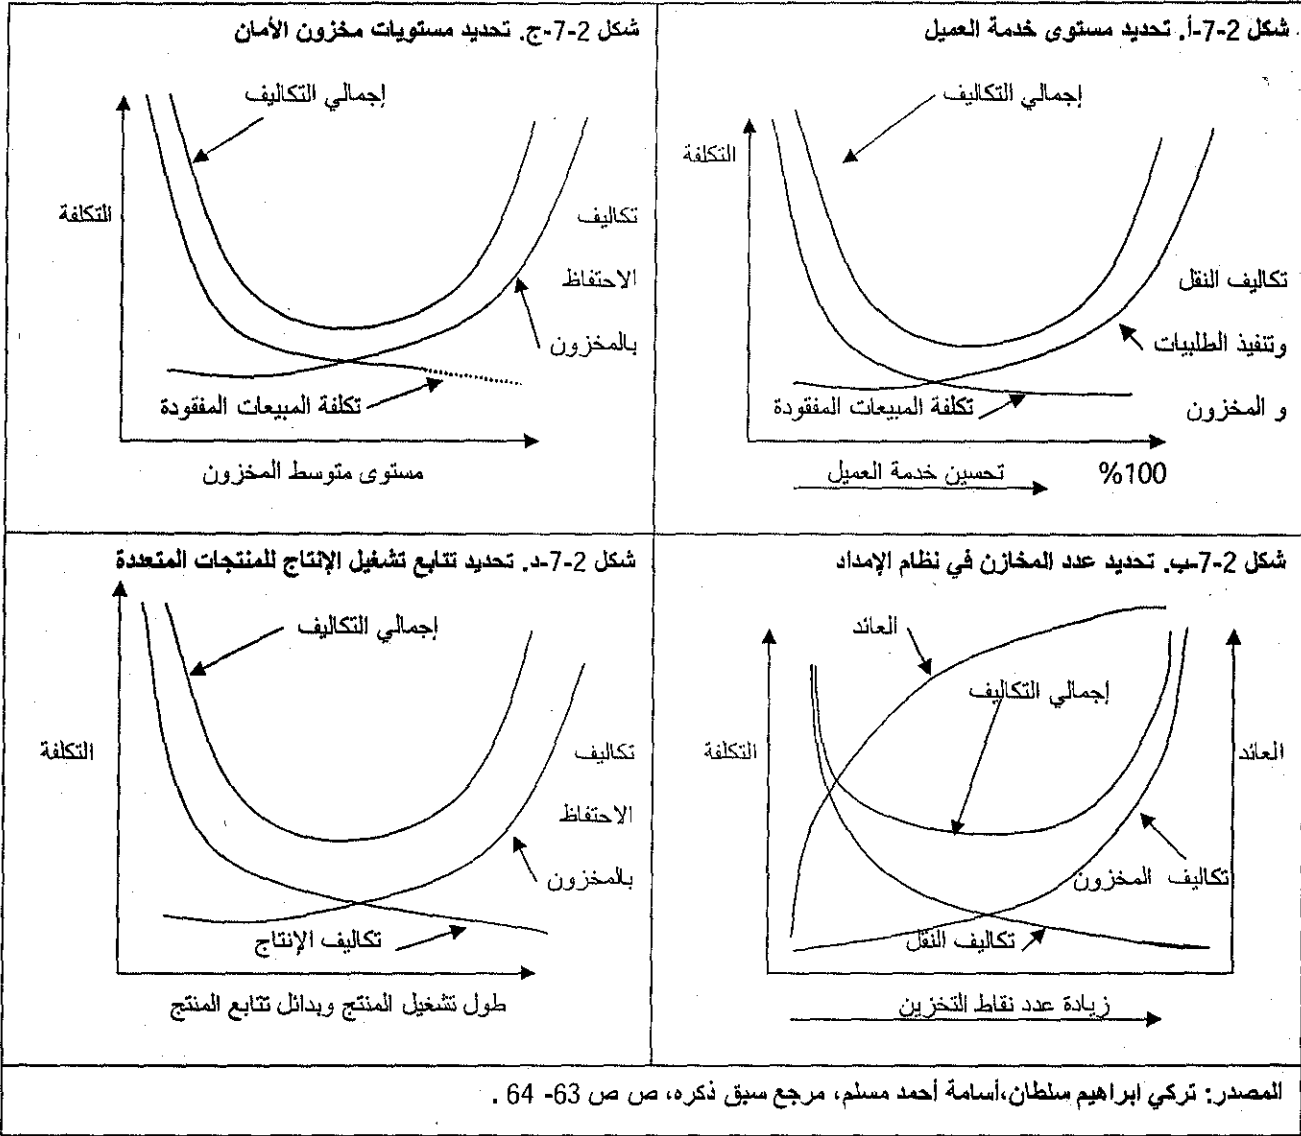 شكل 2-7-أ. تحديد مستوى خدمة العميل
إجمالي التكاليف
التكلفة
تكاليف النقل
وتنفيذ الطلبيات
و المخزون
تكلفة المبيعات المفقودة
تحسين خدمة العميل
%100
شكل 2-7-ج. تحديد مستويات مخزون الأمان
إجمالي التكاليف
التكلفة
تكاليف
الاحتفاظ
بالمخزون
تكلفة المبيعات المفقودة
مستوى متوسط المخزون
شكل 2-7-ب. تحديد عدد المخازن في نظام الإمداد
العائد
إجمالي التكاليف
التكلفة
العائد
تكاليف المخزون
تكاليف النقل
زيادة عدد نقاط التخزين
شكل 2-7-د. تحديد تتابع تشغيل الإنتاج للمنتجات المتعددة
إجمالي التكاليف
التكلفة
تكاليف
الاحتفاظ
بالمخزون
تكاليف الإنتاج
طول تشغيل المنتج وبدائل تتابع المنتج
المصدر: تركي ابراهيم سلطان،أسامة أحمد مسلم، مرجع سبق ذكره، ص ص 63- 64 .